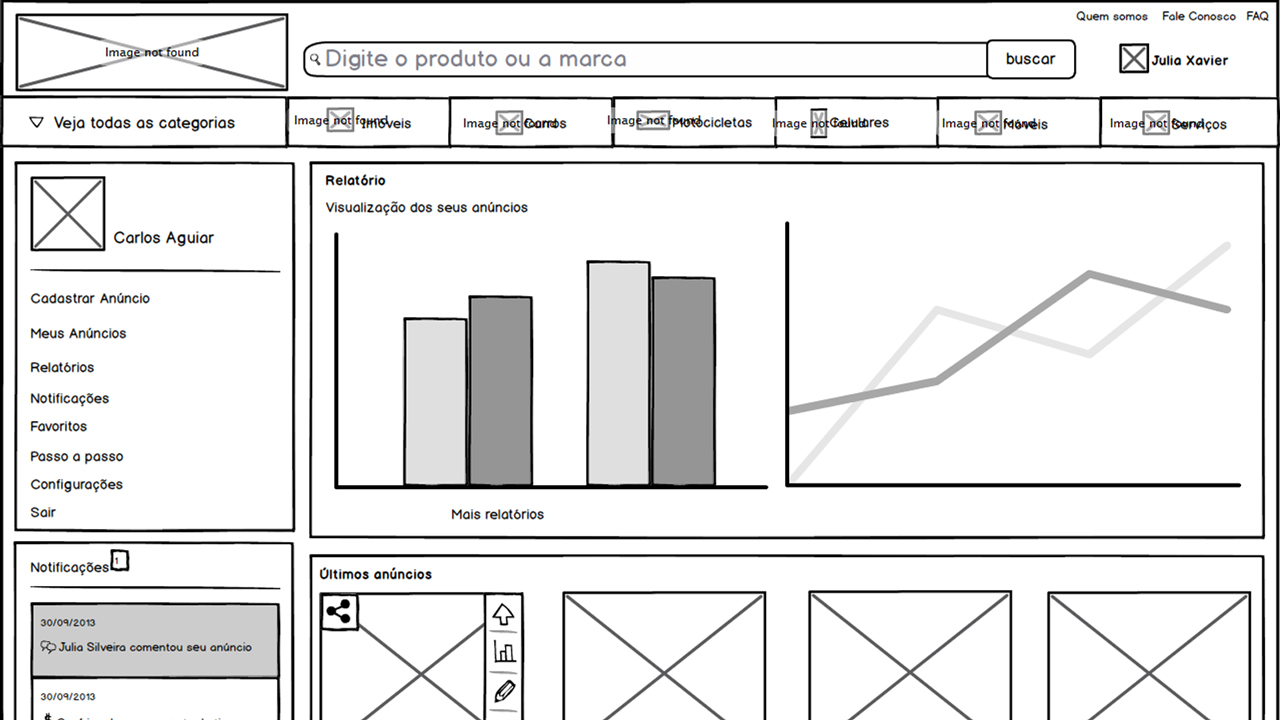 Quem somos Fale Conosco FAQ
Image not found
Digite o produto ou a marca
buscar
Julia Xavier
Veja todas as categorias
Image not found Imóveis
Image not found Carros
Image not found Motocicletas
Image not found Celulares
Image not found Móveis
Image not found Serviços
Carlos Aguiar
Cadastrar Anúncio
Meus Anúncios
Relatórios
Notificações
Favoritos
Passo a passo
Configurações
Sair
Relatório
Visualização dos seus anúncios
Mais relatórios
Notificações 1
30/09/2013
Julia Silveira comentou seu anúncio
30/09/2013
Últimos anúncios